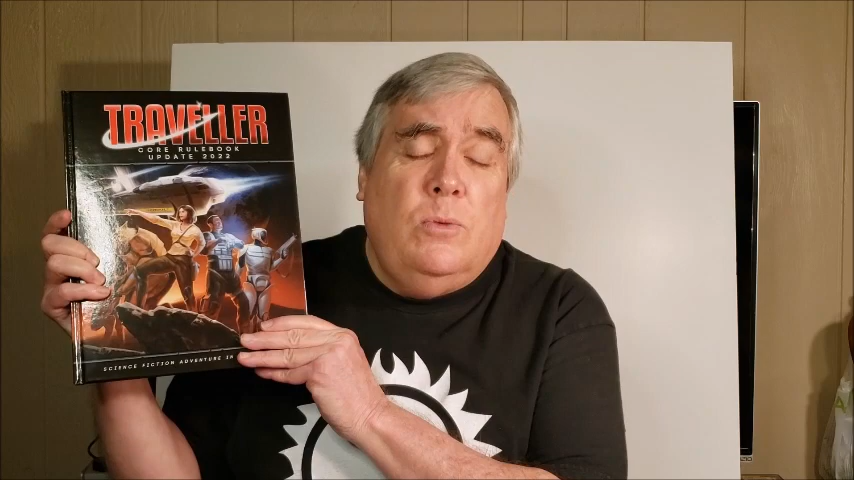 TRAVELLER
CORE RULEBOOK
UPDATE 2022
SCIENCE FICTION ADVENTURE IN